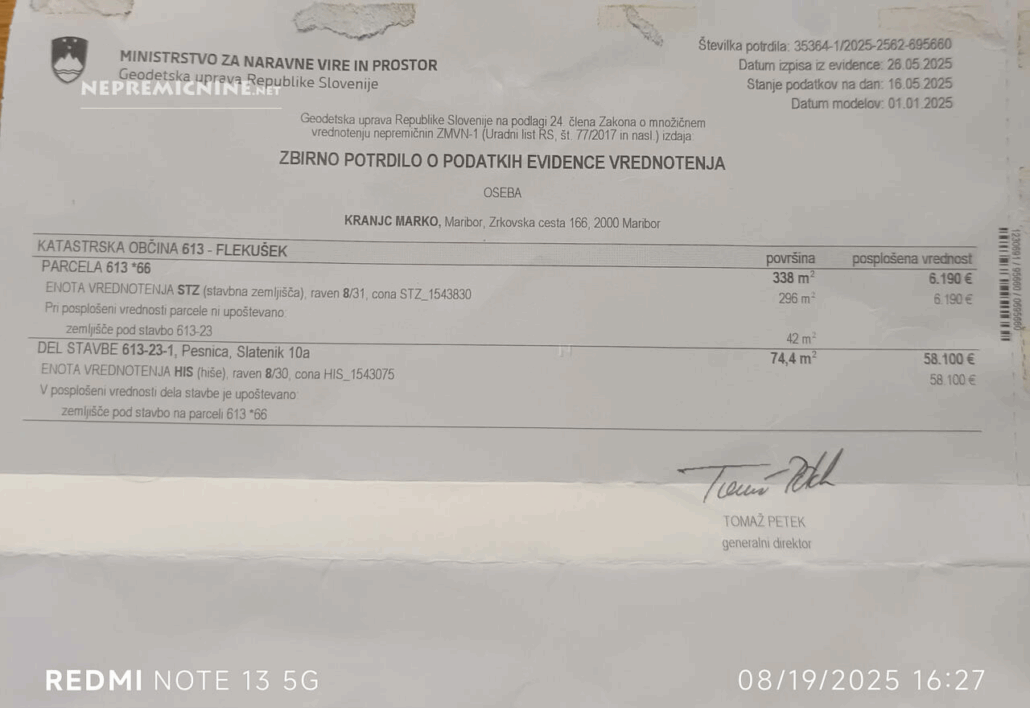 MINISTRSTVO ZA NARAVNE VIRE IN PROSTOR
Geodetska uprava Republike Slovenije
NEPREMICNINE.NET
Številka potrdila: 35364-1/2025-2562-695660
Datum izpisa iz evidence: 26.05.2025
Stanje podatkov na dan: 16.05.2025
Datum modelov: 01.01.2025
Geodetska uprava Republike Slovenije na podlagi 24. člena Zakona o množičnem
vrednotenju nepremičnin ZMVN-1 (Uradni list RS, št. 77/2017 in nasl.) izdaja
ZBIRNO POTRDILO O PODATKIH EVIDENCE VREDNOTENJA
OSEBA
KRANJC MARKO, Maribor, Zrkovska cesta 166, 2000 Maribor
KATASTRSKA OBČINA 613 - FLEKUŠEK površina posplošena vrednost
PARCELA 613 *66 338 m² 6.190 €
ENOTA VREDNOTENJA STZ (stavbna zemljišča), raven 8/31, cona STZ_1543830 296 m² 6.190 €
Pri posplošeni vrednosti parcele ni upoštevano:
zemljišče pod stavbo 613-23 42 m²
DEL STAVBE 613-23-1, Pesnica, Slatenik 10a 74,4 m² 58.100 €
ENOTA VREDNOTENJA HIS (hiše), raven 8/30, cona HIS_1543075 58.100 €
V posplošeni vrednosti dela stavbe je upoštevano:
zemljišče pod stavbo na parceli 613 *66
TOMAŽ PETEK
generalni direktor
REDMI NOTE 13 5G
08/19/2025 16:27